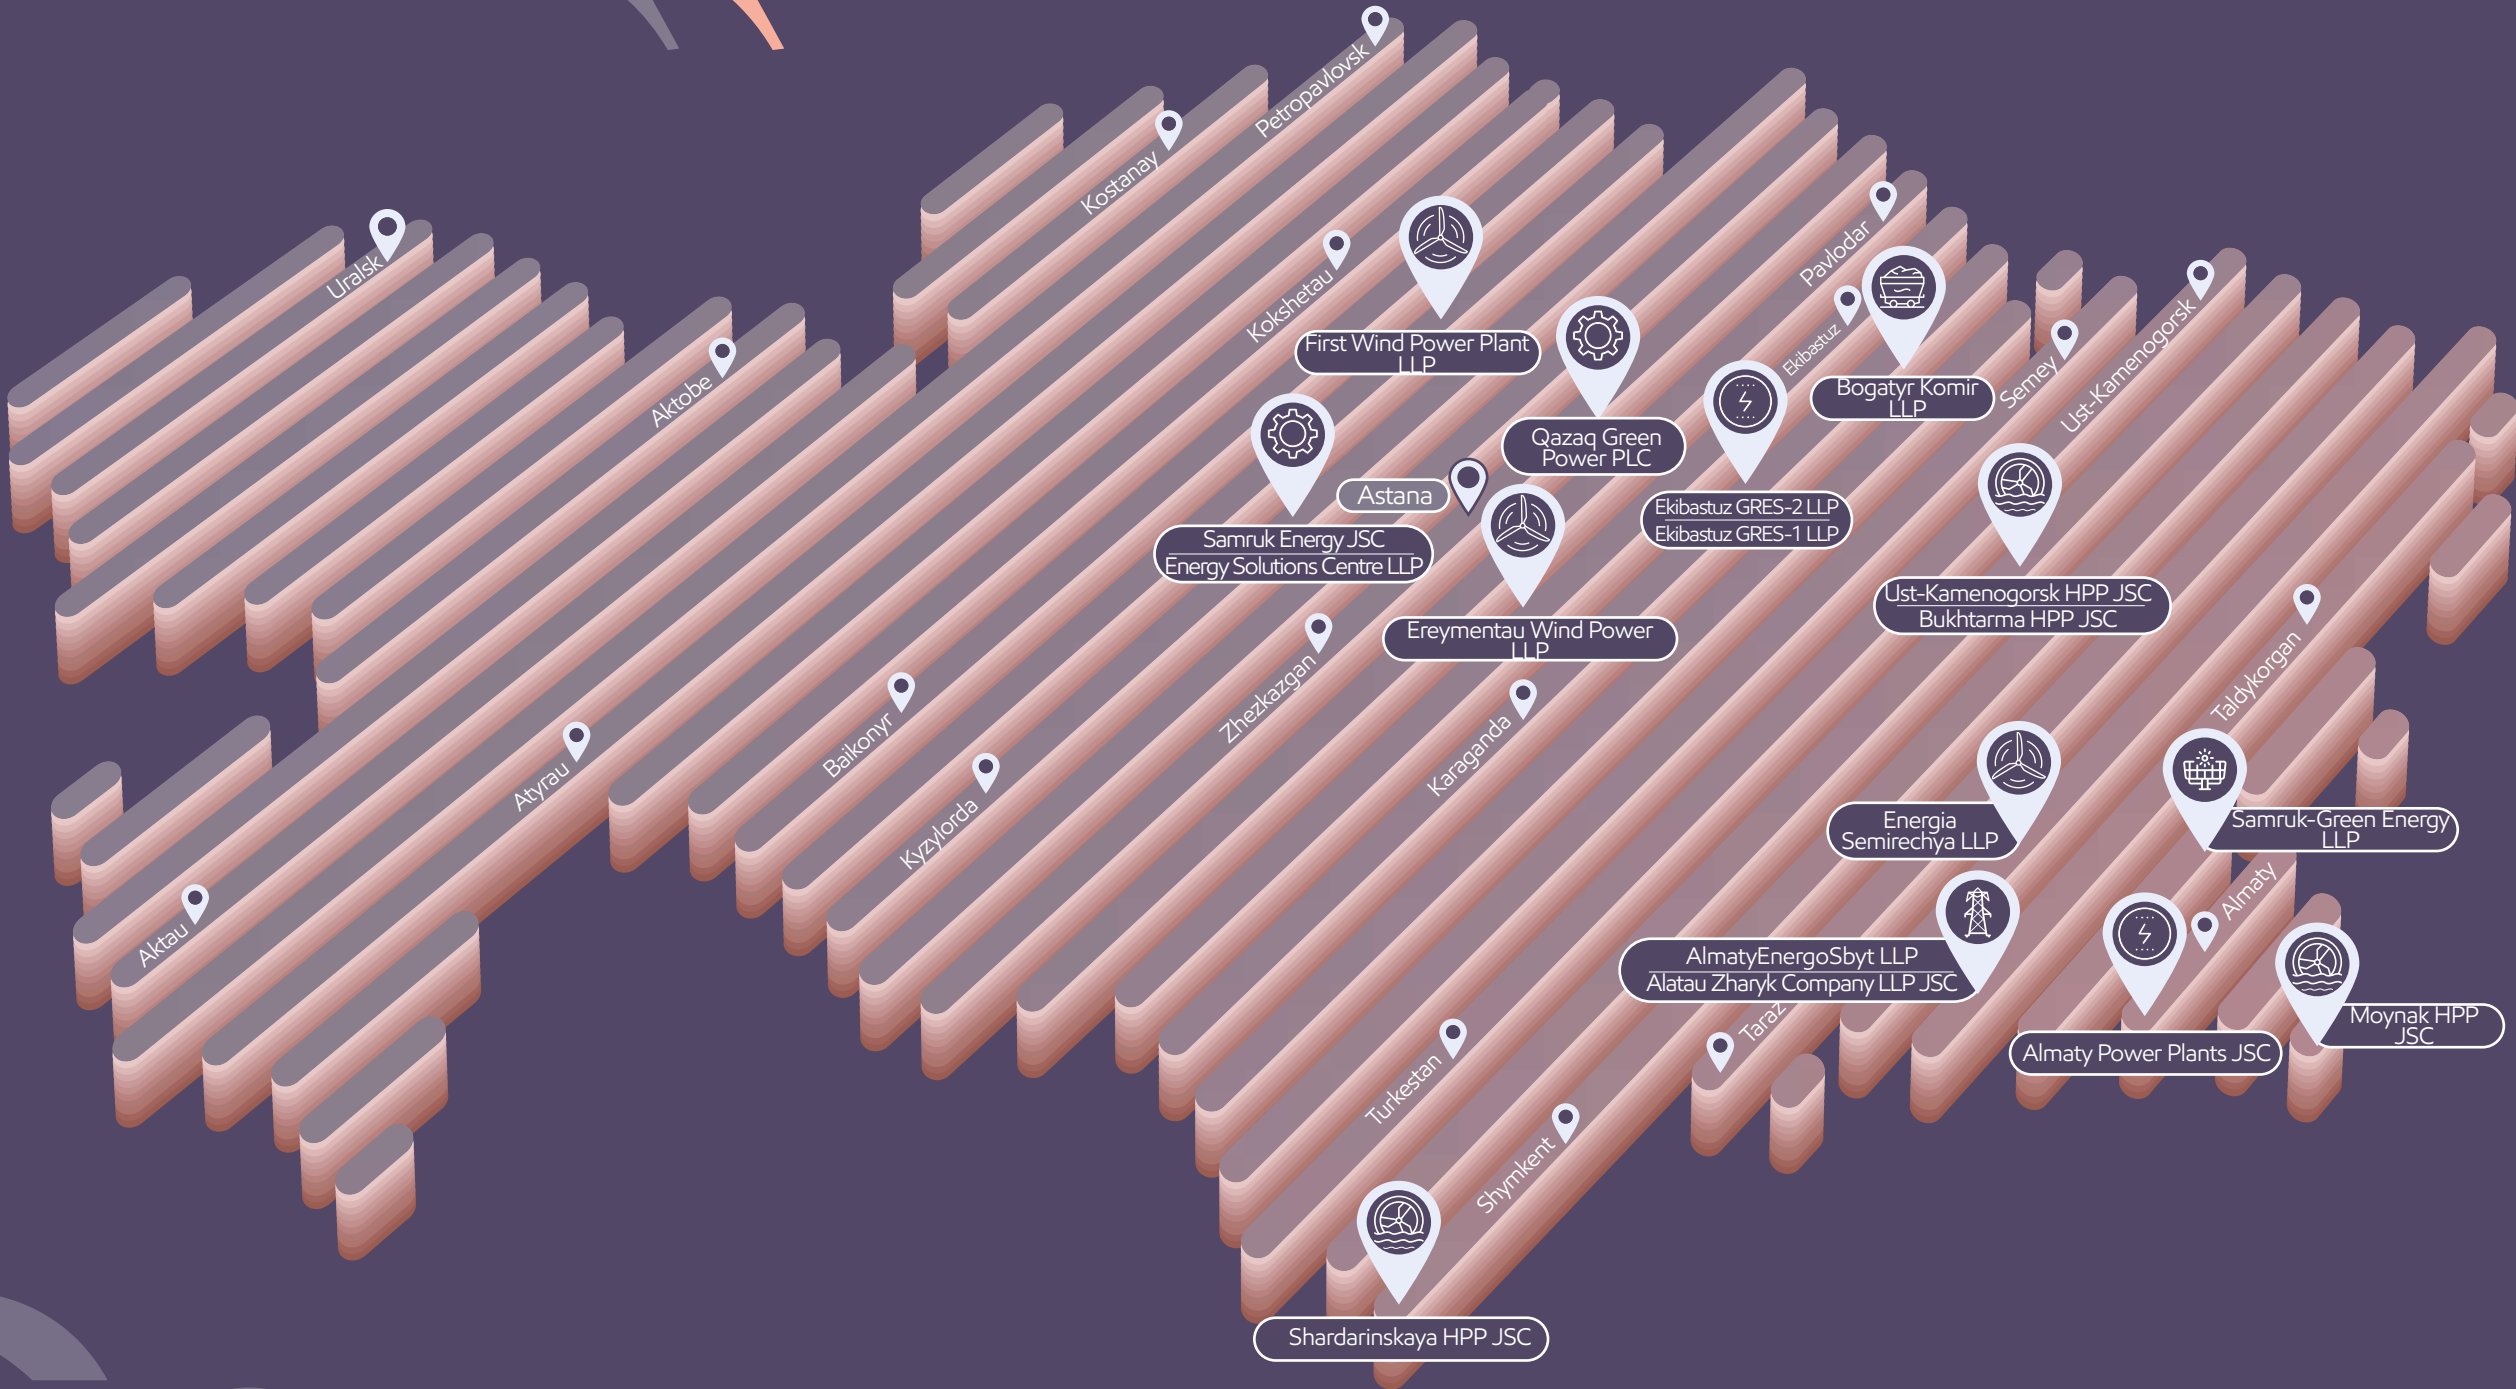 Petropavlovsk
Kostanay
Uralsk
Kokshetau
Pavlodar
Ekibastuz
Aktobe
Semey
Ust-Kamenogorsk
First Wind Power Plant
LLP
Bogatyr Komir
LLP
Qazaq Green
Power PLC
Astana
Samruk Energy JSC
Energy Solutions Centre LLP
Ekibastuz GRES-2 LLP
Ekibastuz GRES-1 LLP
Ereymentau Wind Power
LLP
Ust-Kamenogorsk HPP JSC
Bukhtarma HPP JSC
Taldykorgan
Zhezkazgan
Karaganda
Baikonyr
Atyrau
Kyzylorda
Aktau
Energia
Semirechya LLP
Samruk-Green Energy
LLP
Almaty
AlmatyEnergoSbyt LLP
Alatau Zharyk Company LLP JSC
Taraz
Moynak HPP
JSC
Almaty Power Plants JSC
Turkestan
Shymkent
Shardarinskaya HPP JSC